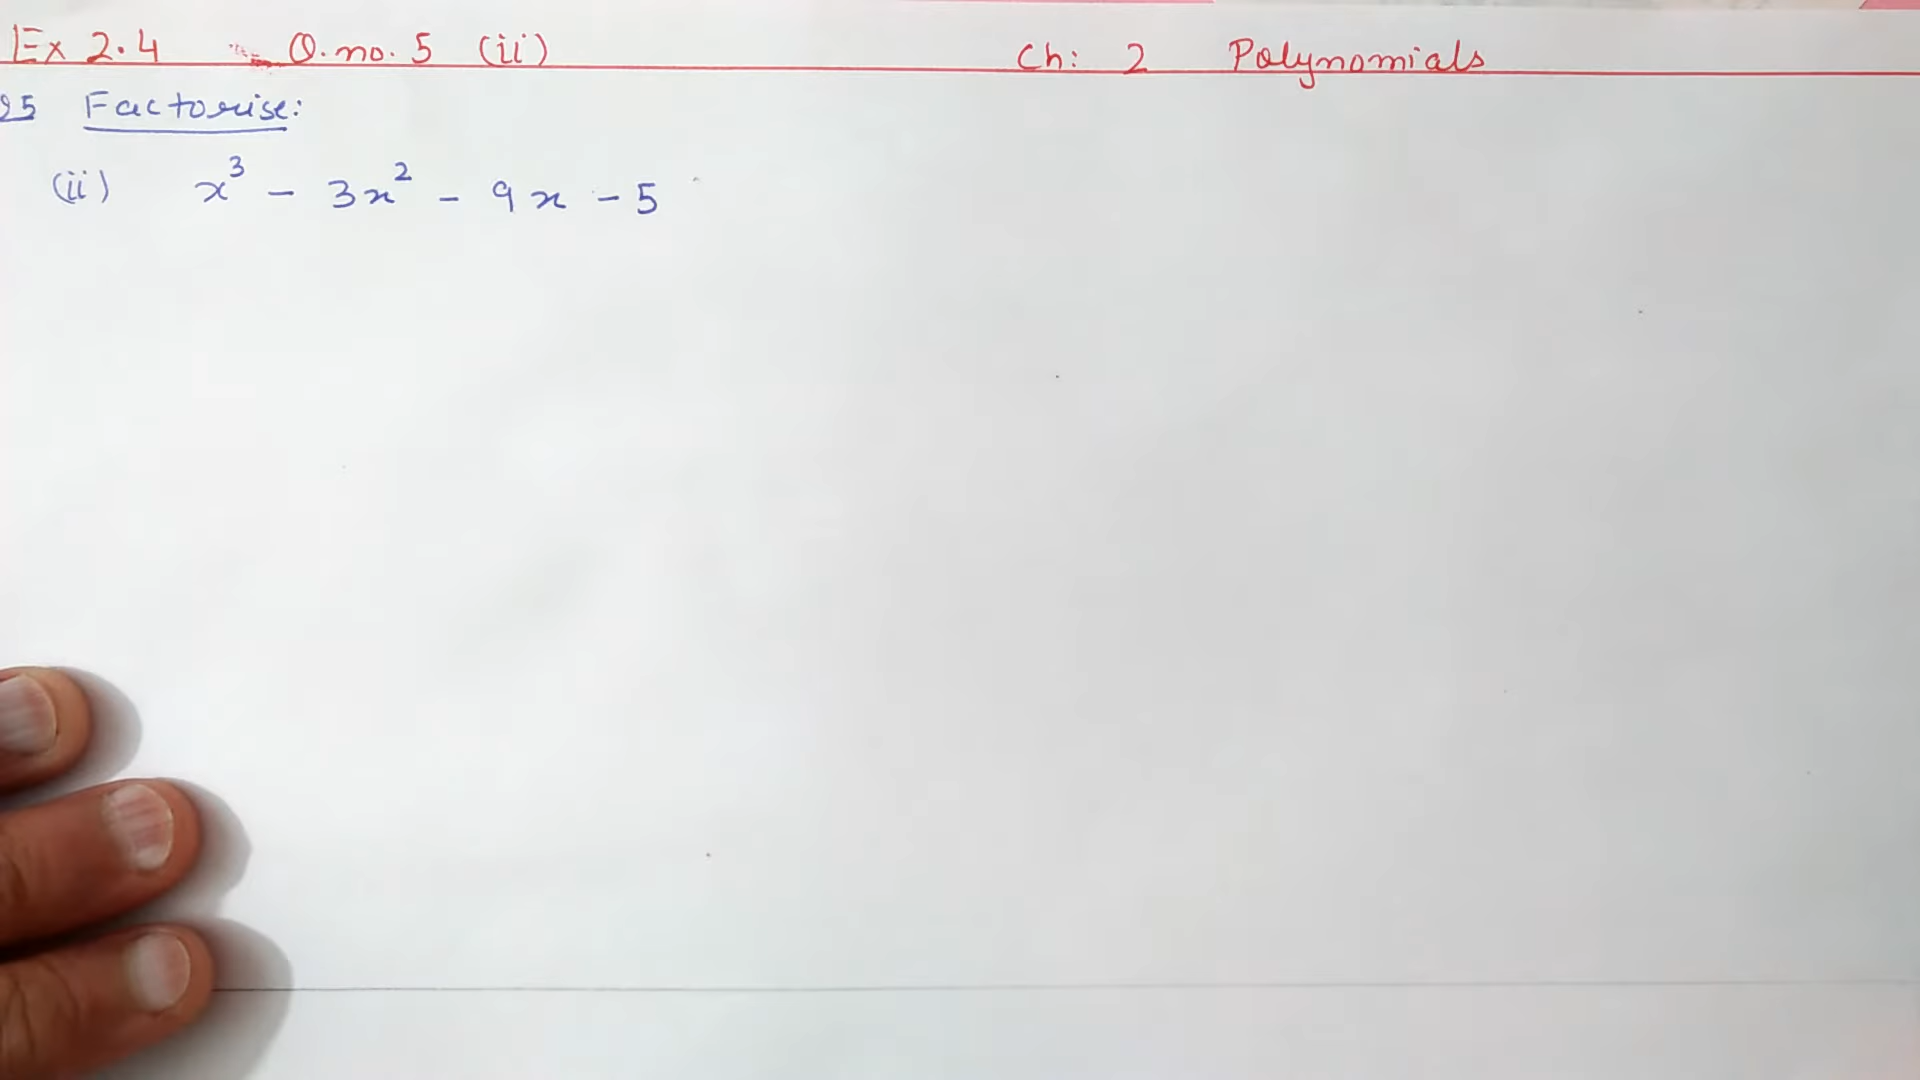 Ex 2.4 Q.no. 5 (ii) Ch: 2 Polynomials
Q5 Factorise:
(ii) x³ - 3x² - 9x - 5